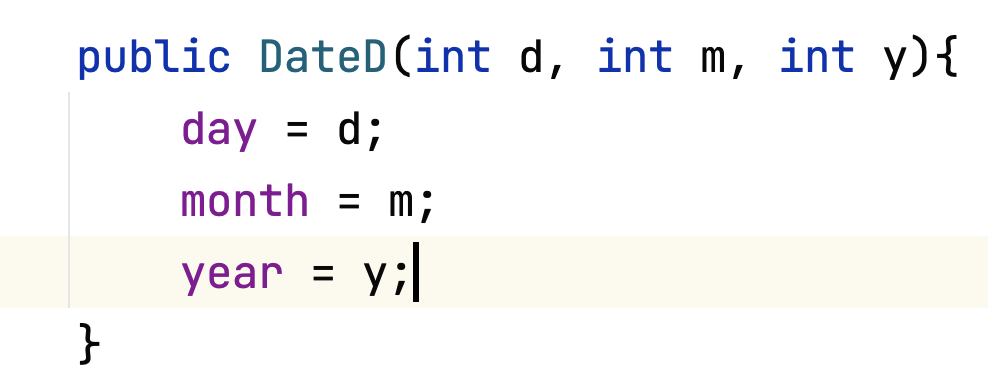 public DateD(int d, int m, int y){
day = d;
month = m;
year = y;
}